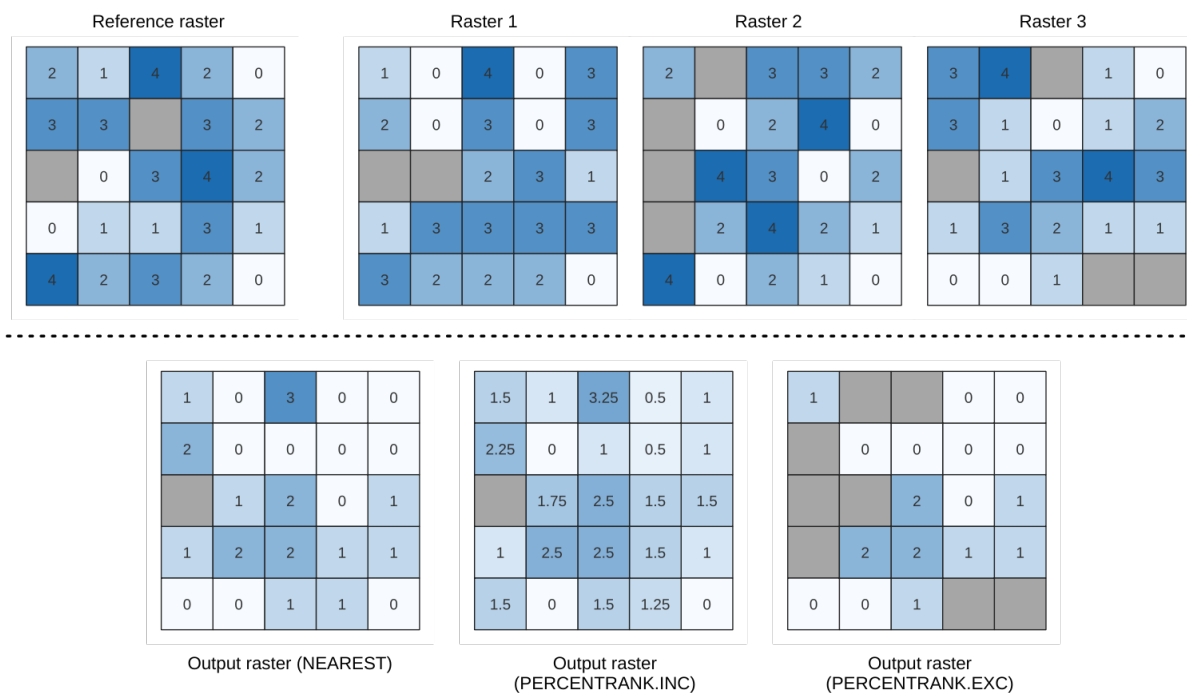 Reference raster Raster 1 Raster 2 Raster 3
2 1 4 2 0 1 0 4 0 3 2 3 3 2 3 4 1 0
3 3 3 2 2 0 3 0 3 0 2 4 0 3 1 0 1 2
0 3 4 2 2 3 1 4 3 0 2 1 3 4 3
0 1 1 3 1 1 3 3 3 3 2 4 2 1 1 3 2 1 1
4 2 3 2 0 3 2 2 2 0 4 0 2 1 0 0 0 1
1 0 3 0 0 1.5 1 3.25 0.5 1 1 0 0
2 0 0 0 0 2.25 0 1 0.5 1 0 0 0 0
1 2 0 1 1.75 2.5 1.5 1.5 2 0 1
1 2 2 1 1 1 2.5 2.5 1.5 1 2 2 1 1
0 0 1 1 0 1.5 0 1.5 1.25 0 0 0 1
Output raster (NEAREST) Output raster Output raster
(PERCENTRANK.INC) (PERCENTRANK.EXC)